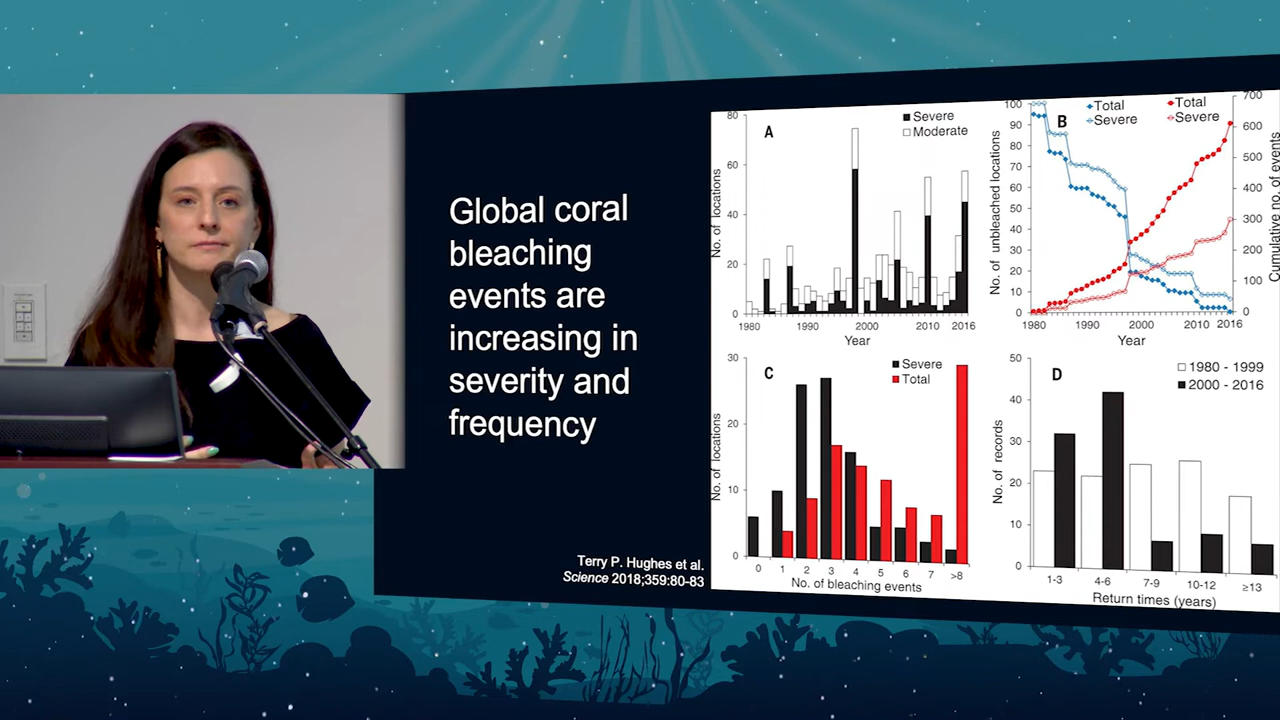 Global coral
bleaching
events are
increasing in
severity and
frequency
Terry P. Hughes et al.
Science 2018;359:80-83
A
Severe
Moderate
No. of locations
80
60
40
20
0
1980 1990 2000 2010 2016
Year
B
Total Total
Severe Severe
No. of unbleached locations
100
90
80
70
60
50
40
30
20
10
0
700
600
500
400
300
200
100
0
Cumulative no. of events
1980 1990 2000 2010 2016
Year
C
Severe
Total
No. of locations
30
20
10
0
0 1 2 3 4 5 6 7 >8
No. of bleaching events
D
1980 - 1999
2000 - 2016
No. of records
50
40
30
20
10
0
1-3 4-6 7-9 10-12 ≥13
Return times (years)